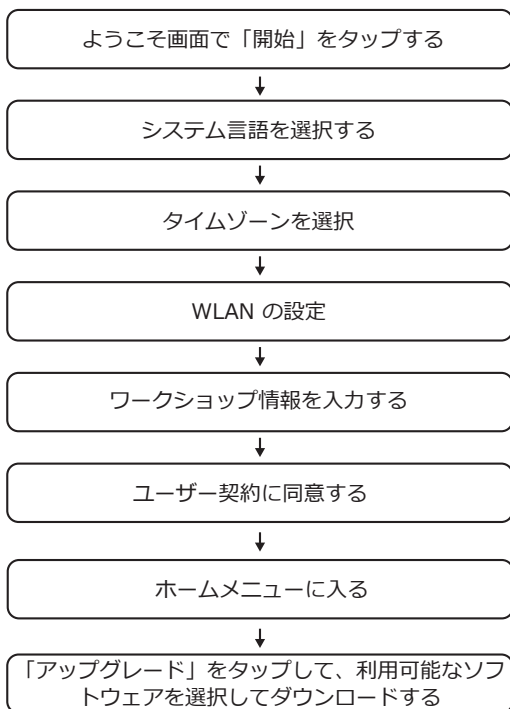 ようこそ画面で「開始」をタップする
システム言語を選択する
タイムゾーンを選択
WLAN の設定
ワークショップ情報を入力する
ユーザー契約に同意する
ホームメニューに入る
「アップグレード」をタップして、利用可能なソフ
トウェアを選択してダウンロードする